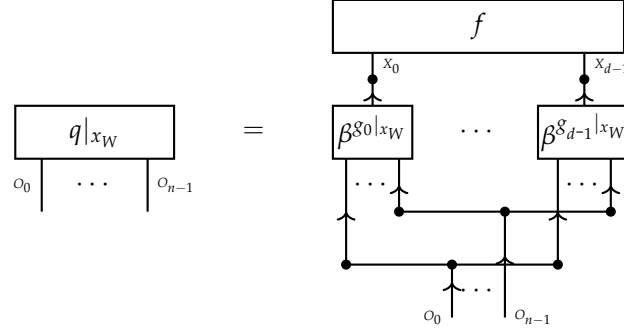 f
X_0 X_{d-1}
q|_{x_W} = β^{g_0|_{x_W}} ··· β^{g_{d-1}|_{x_W}}
O_0 ··· O_{n-1} ··· ···
O_0 ··· O_{n-1}